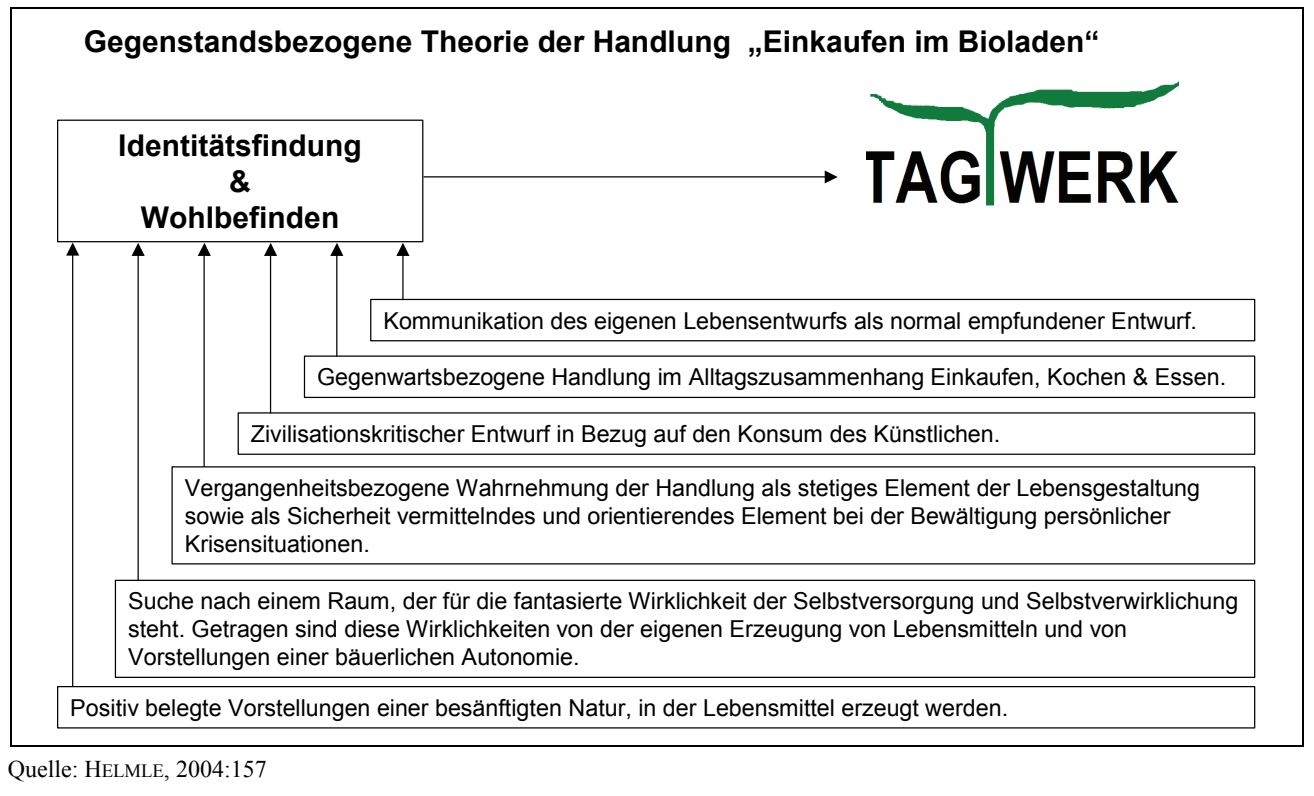 Gegenstandsbezogene Theorie der Handlung „Einkaufen im Bioladen“
Identitätsfindung
&
Wohlbefinden
TAGWERK
Kommunikation des eigenen Lebensentwurfs als normal empfundener Entwurf.
Gegenwartsbezogene Handlung im Alltagszusammenhang Einkaufen, Kochen & Essen.
Zivilisationskritischer Entwurf in Bezug auf den Konsum des Künstlichen.
Vergangenheitsbezogene Wahrnehmung der Handlung als stetiges Element der Lebensgestaltung
sowie als Sicherheit vermittelndes und orientierendes Element bei der Bewältigung persönlicher
Krisensituationen.
Suche nach einem Raum, der für die fantasierte Wirklichkeit der Selbstversorgung und Selbstverwirklichung
steht. Getragen sind diese Wirklichkeiten von der eigenen Erzeugung von Lebensmitteln und von
Vorstellungen einer bäuerlichen Autonomie.
Positiv belegte Vorstellungen einer besänftigten Natur, in der Lebensmittel erzeugt werden.
Quelle: HELMLE, 2004:157